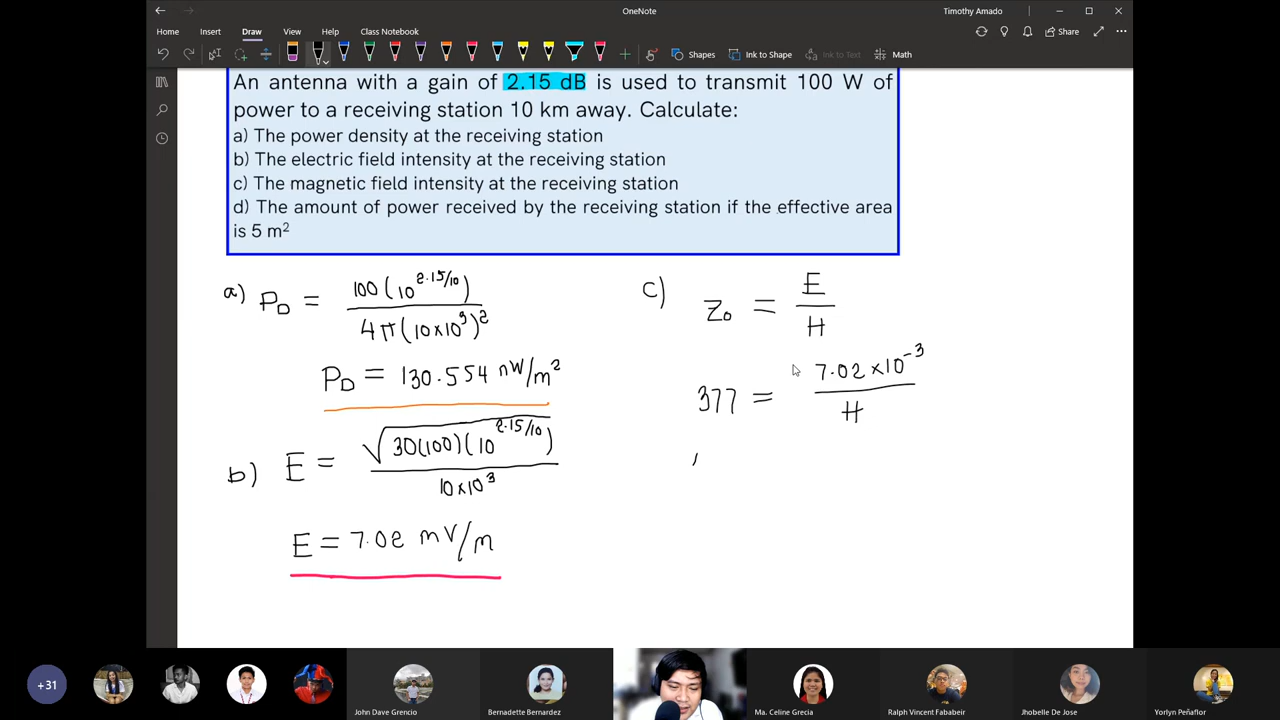 OneNote
Timothy Amado
Home Insert Draw View Help Class Notebook
Share
Shapes Ink to Shape Ink to Text Math
An antenna with a gain of 2.15 dB is used to transmit 100 W of
power to a receiving station 10 km away. Calculate:
a) The power density at the receiving station
b) The electric field intensity at the receiving station
c) The magnetic field intensity at the receiving station
d) The amount of power received by the receiving station if the effective area
is 5 m²
a) P_D = 100(10^{2.15/10}) / 4π(10×10³)²
P_D = 130.554 nW/m²
b) E = √30(100)(10^{2.15/10}) / 10×10³
E = 7.02 mV/m
c) Z₀ = E / H
377 = 7.02×10⁻³ / H
+31
John Dave Grencio
Bernadette Bernardez
Ma. Celine Grecia
Ralph Vincent Fababeir
Jhobelle De Jose
Yorlyn Peñaflor